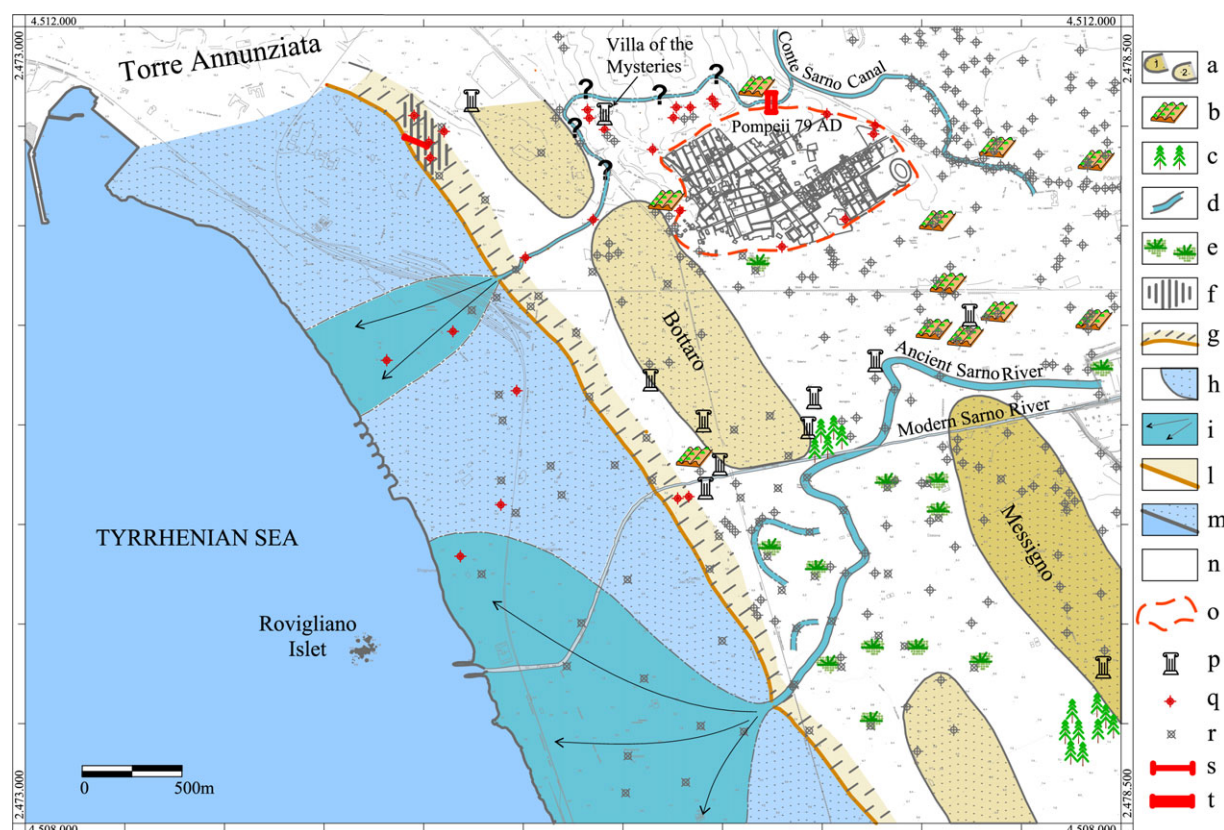 4.512.000
4.512.000
2.473.000
2.478.500
Torre Annunziata
Villa of the
Mysteries
Conte Sarno Canal
?
?
?
?
?
Pompeii 79 AD
Bottaro
Ancient Sarno River
Modern Sarno River
Messigno
TYRRHENIAN SEA
Rovigliano
Islet
0 500m
2.473.000
2.478.500
4.508.000
4.508.000
1 2 a
b
c
d
e
f
g
h
i
l
m
n
o
p
q
r
s
t